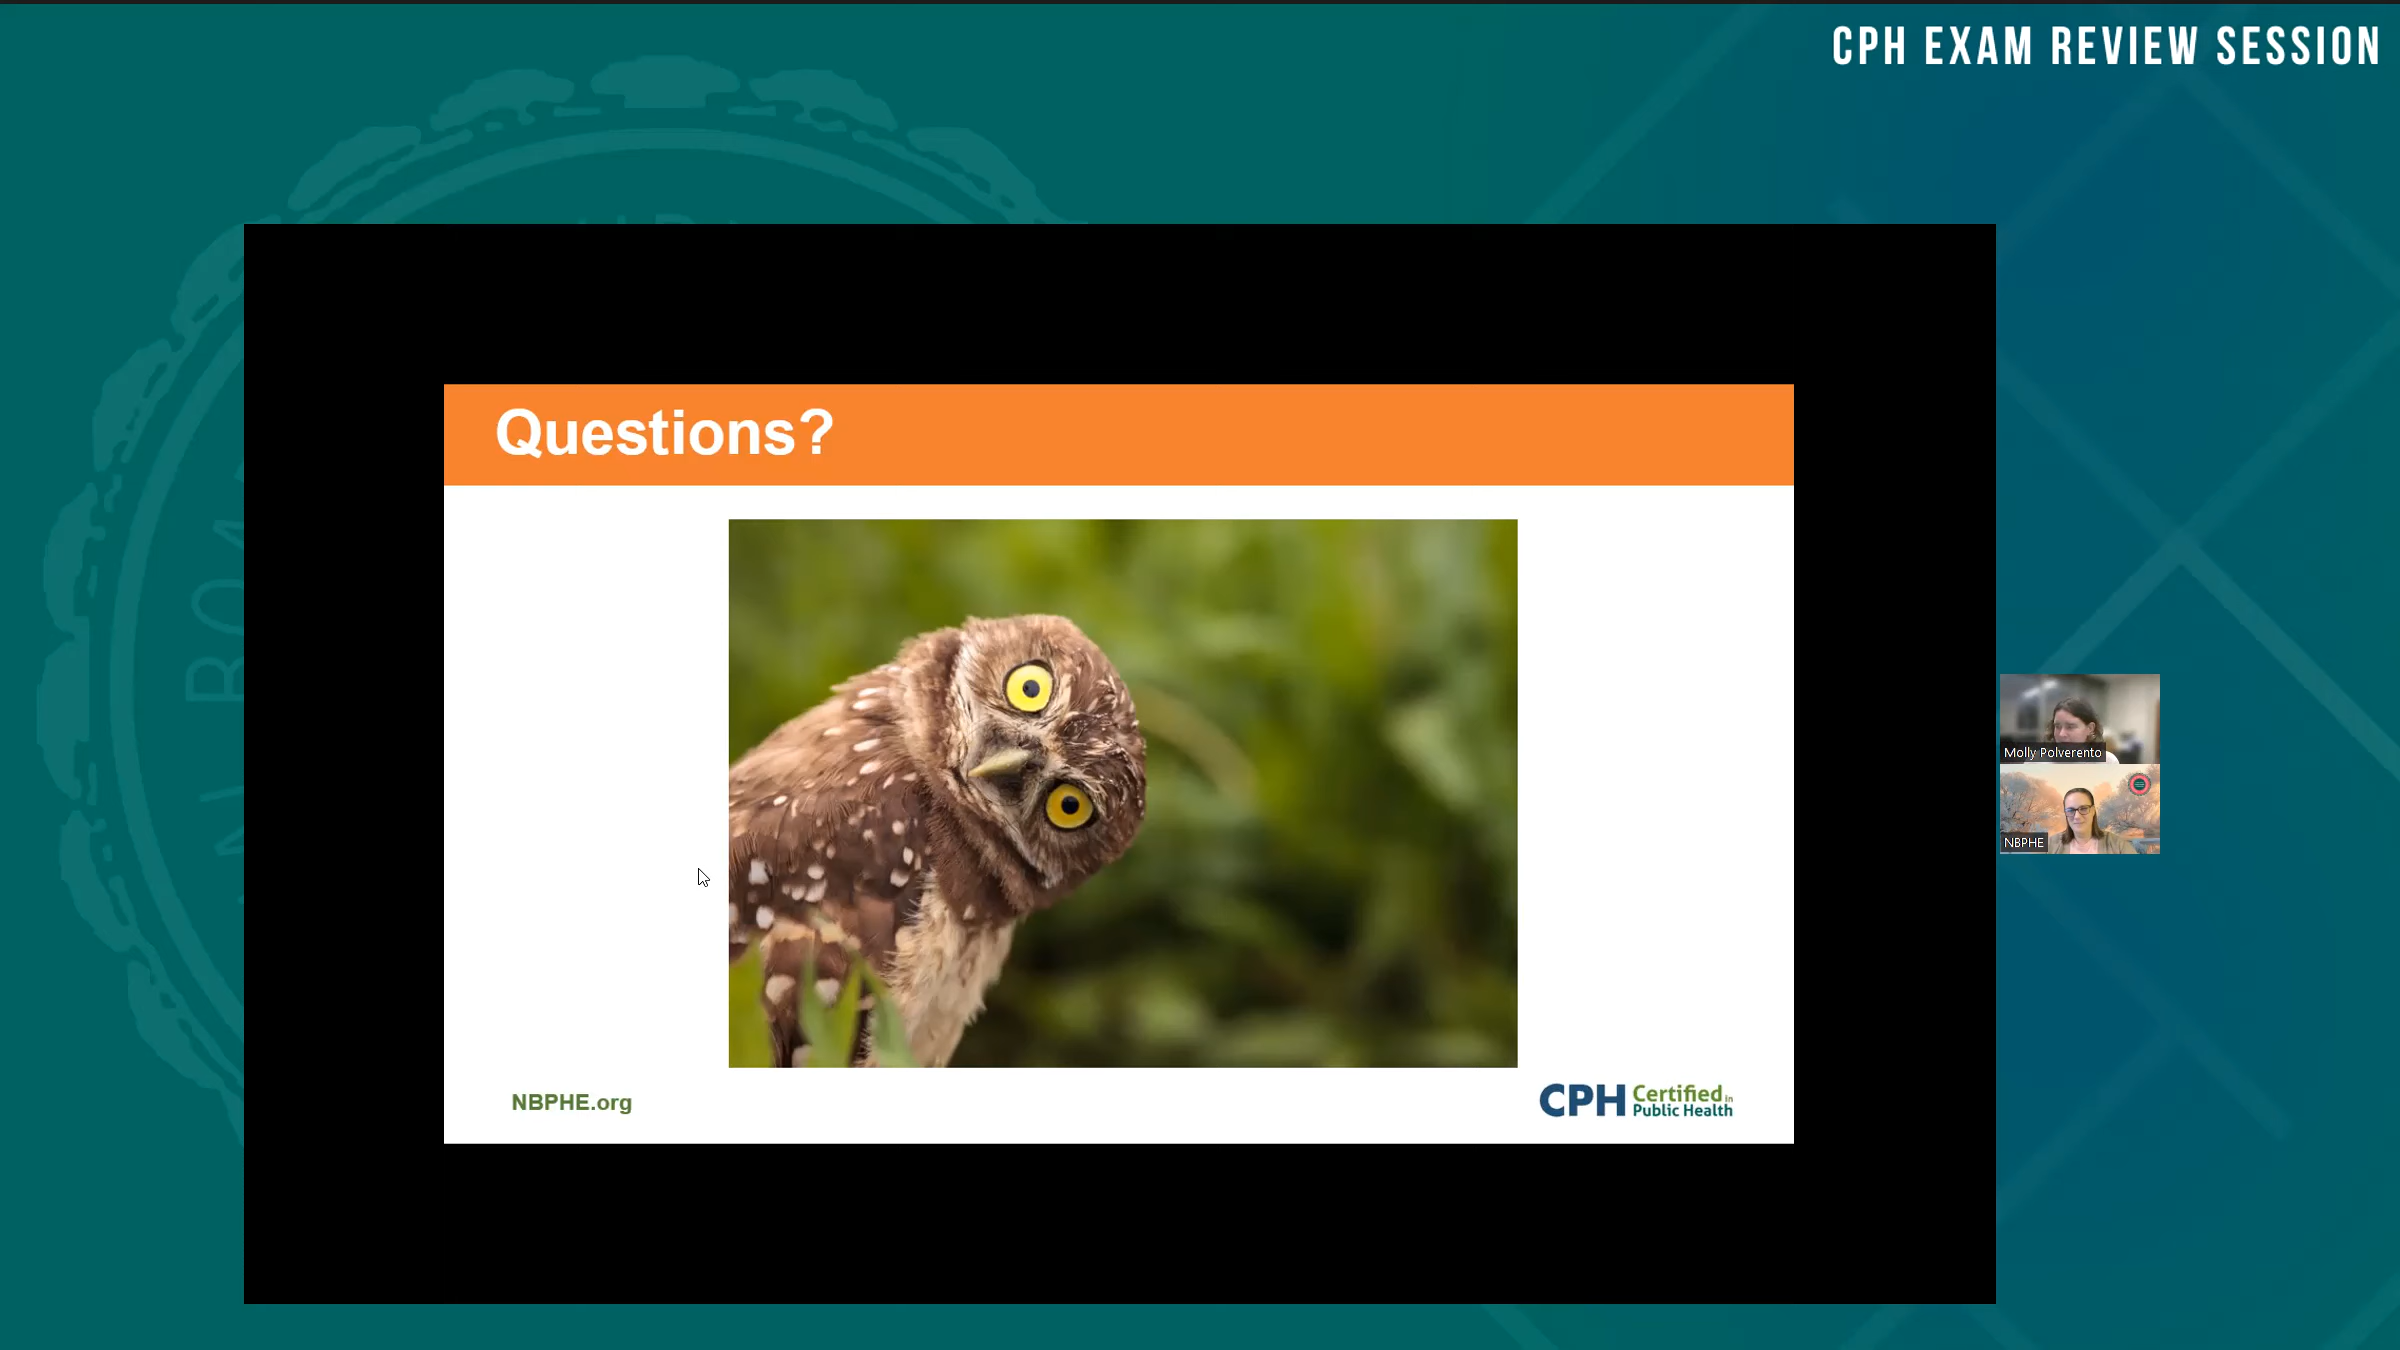 CPH EXAM REVIEW SESSION
Questions?
Molly Polverento
NBPHE
NBPHE.org
CPH Certified in
Public Health